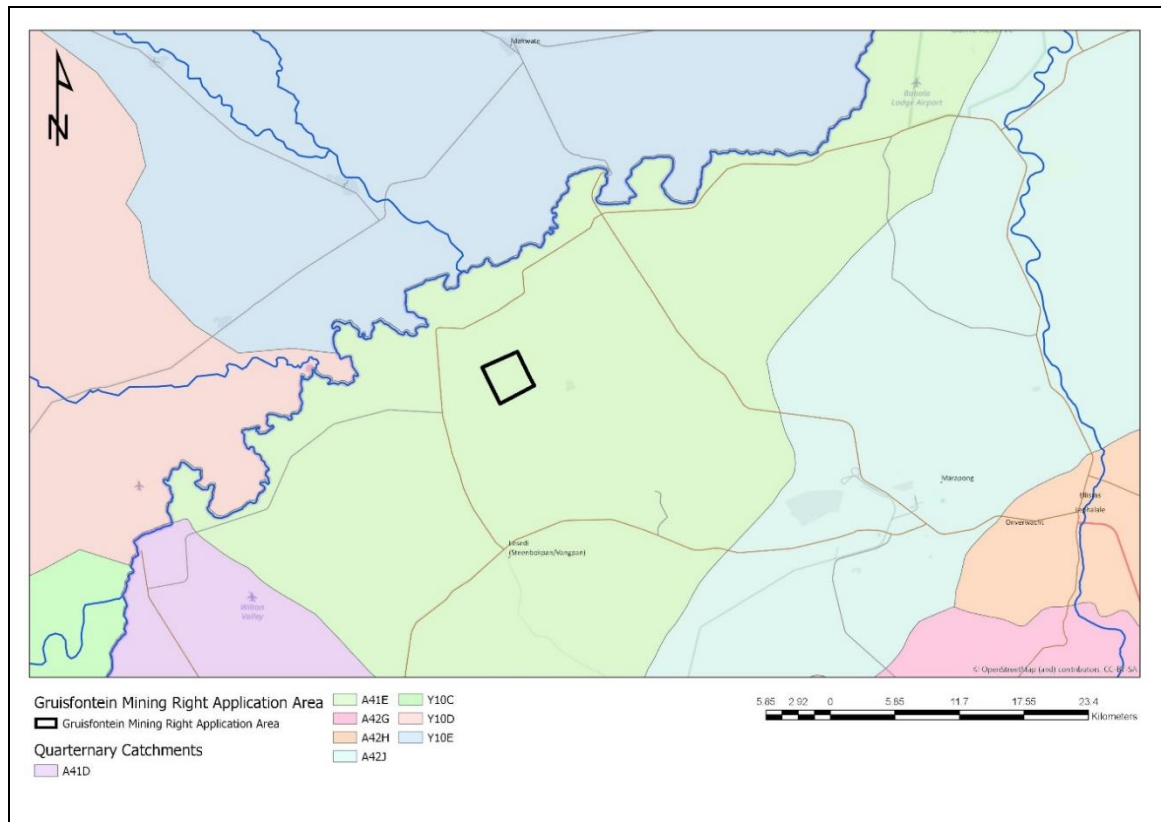 N
Mahwate
Botsalo
Lodge Airport
Marapong
Onverwacht
Ellisras
Lephalale
Lesedi
(Steenbokpan/Vangpan)
Wilton
Valley
© OpenStreetMap (and) contributors, CC-BY-SA
Gruisfontein Mining Right Application Area
Gruisfontein Mining Right Application Area
Quarternary Catchments
A41D
A41E
A42G
A42H
A42J
Y10C
Y10D
Y10E
5.85 2.92 0 5.85 11.7 17.55 23.4
Kilometers